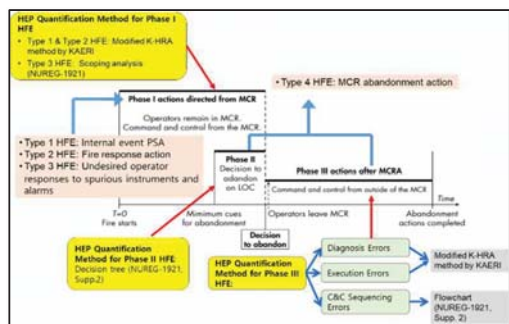 HEP Quantification Method for Phase I
HFE
• Type 1 & Type 2 HFE: Modified K-HRA
method by KAERI
• Type 3 HFE: Scoping analysis
(NUREG-1921)
• Type 4 HFE: MCR abandonment action
Phase I actions directed from MCR
Operators remain in MCR.
Command and control from the MCR.
• Type 1 HFE: Internal event PSA
• Type 2 HFE: Fire response action
• Type 3 HFE: Undesired operator
responses to spurious instruments and
alarms
Phase II
Decision to
abandon
on LOC
Phase III actions after MCRA
Command and control from outside of the MCR
Time
T=0
Fire starts
Minimum cues
for abandonment
Operators leave MCR
Abandonment
actions completed
Decision
to abandon
HEP Quantification
Method for Phase II
HFE:
Decision tree (NUREG-1921,
Supp.2)
HEP Quantification
Method for Phase III
HFE:
Diagnosis Errors
Execution Errors
C&C Sequencing
Errors
Modified K-HRA
method by KAERI
Flowchart
(NUREG-1921,
Supp. 2)